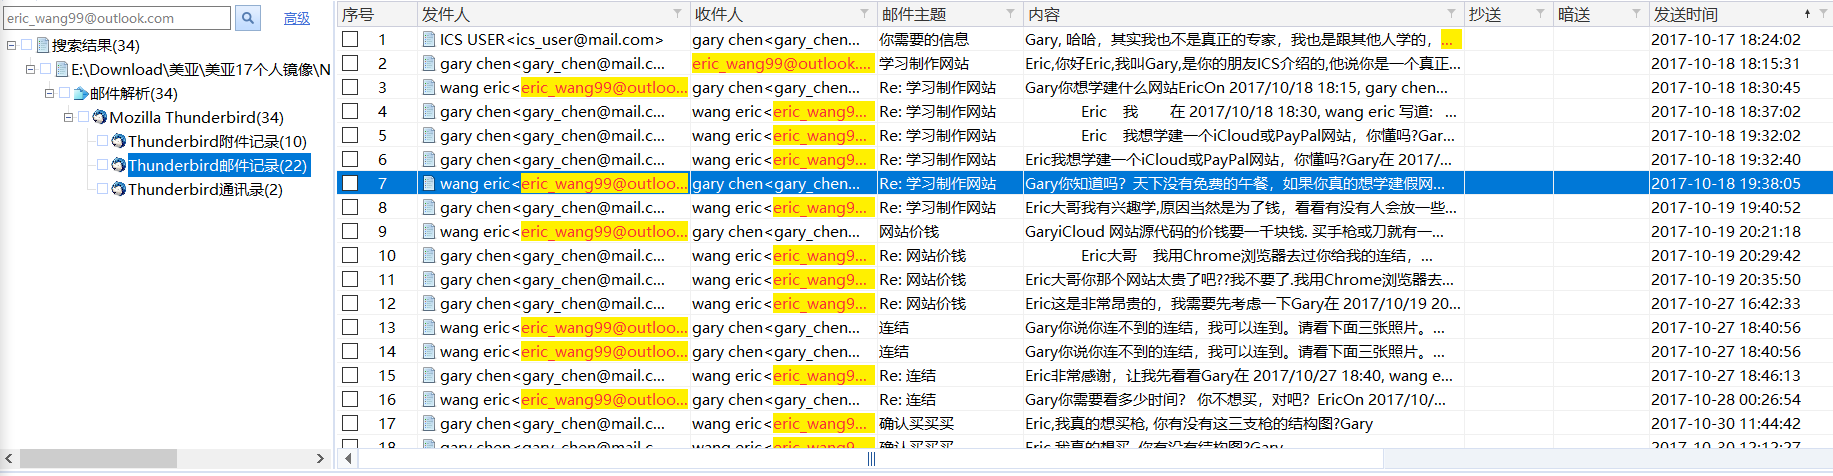 eric_wang99@outlook.com 高级
搜索结果(34)
E:\Download\美亚\美亚17个人镜像\N
邮件解析(34)
Mozilla Thunderbird(34)
Thunderbird附件记录(10)
Thunderbird邮件记录(22)
Thunderbird通讯录(2)
序号 发件人 收件人 邮件主题 内容 抄送 暗送 发送时间
1 ICS USER<ics_user@mail.com> gary chen<gary_chen... 你需要的信息 Gary, 哈哈，其实我也不是真正的专家，我也是跟其他人学的，... 2017-10-17 18:24:02
2 gary chen<gary_chen@mail.c... eric_wang99@outlook.... 学习制作网站 Eric,你好Eric,我叫Gary,是你的朋友ICS介绍的,他说你是一个真正... 2017-10-18 18:15:31
3 wang eric<eric_wang99@outloo... gary chen<gary_chen... Re: 学习制作网站 Gary你想学建什么网站EricOn 2017/10/18 18:15, gary chen... 2017-10-18 18:30:45
4 gary chen<gary_chen@mail.c... wang eric<eric_wang9... Re: 学习制作网站 Eric 我 在 2017/10/18 18:30, wang eric 写道: ... 2017-10-18 18:37:02
5 gary chen<gary_chen@mail.c... wang eric<eric_wang9... Re: 学习制作网站 Eric 我想学建一个iCloud或PayPal网站，你懂吗?Gar... 2017-10-18 19:32:02
6 gary chen<gary_chen@mail.c... wang eric<eric_wang9... Re: 学习制作网站 Eric我想学建一个iCloud或PayPal网站，你懂吗?Gary在 2017/... 2017-10-18 19:32:40
7 wang eric<eric_wang99@outloo... gary chen<gary_chen... Re: 学习制作网站 Gary你知道吗？天下没有免费的午餐，如果你真的想学建假网... 2017-10-18 19:38:05
8 gary chen<gary_chen@mail.c... wang eric<eric_wang9... Re: 学习制作网站 Eric大哥我有兴趣学,原因当然是为了钱，看看有没有人会放一些... 2017-10-19 19:40:52
9 wang eric<eric_wang99@outloo... gary chen<gary_chen... 网站价钱 GaryiCloud 网站源代码的价钱要一千块钱. 买手枪或刀就有一... 2017-10-19 20:21:18
10 gary chen<gary_chen@mail.c... wang eric<eric_wang9... Re: 网站价钱 Eric大哥 我用Chrome浏览器去过你给我的连结，... 2017-10-19 20:29:42
11 gary chen<gary_chen@mail.c... wang eric<eric_wang9... Re: 网站价钱 Eric大哥你那个网站太贵了吧??我不要了.我用Chrome浏览器去... 2017-10-19 20:35:50
12 gary chen<gary_chen@mail.c... wang eric<eric_wang9... Re: 网站价钱 Eric这是非常昂贵的，我需要先考虑一下Gary在 2017/10/19 20... 2017-10-27 16:42:33
13 wang eric<eric_wang99@outloo... gary chen<gary_chen... 连结 Gary你说你连不到的连结，我可以连到。请看下面三张照片。... 2017-10-27 18:40:56
14 wang eric<eric_wang99@outloo... gary chen<gary_chen... 连结 Gary你说你连不到的连结，我可以连到。请看下面三张照片。... 2017-10-27 18:40:56
15 gary chen<gary_chen@mail.c... wang eric<eric_wang9... Re: 连结 Eric非常感谢，让我先看看Gary在 2017/10/27 18:40, wang e... 2017-10-27 18:46:13
16 wang eric<eric_wang99@outloo... gary chen<gary_chen... Re: 连结 Gary你需要看多少时间？ 你不想买，对吧？EricOn 2017/10/... 2017-10-28 00:26:54
17 gary chen<gary_chen@mail.c... wang eric<eric_wang9... 确认买买买 Eric,我真的想买枪, 你有没有这三支枪的结构图?Gary 2017-10-30 11:44:42
18 gary chen<gary_chen@mail.c... wang eric<eric_wang9... 确认买买买 Eric,我真的想买, 你有没有结构图?Gary 2017-10-30 12:12:27